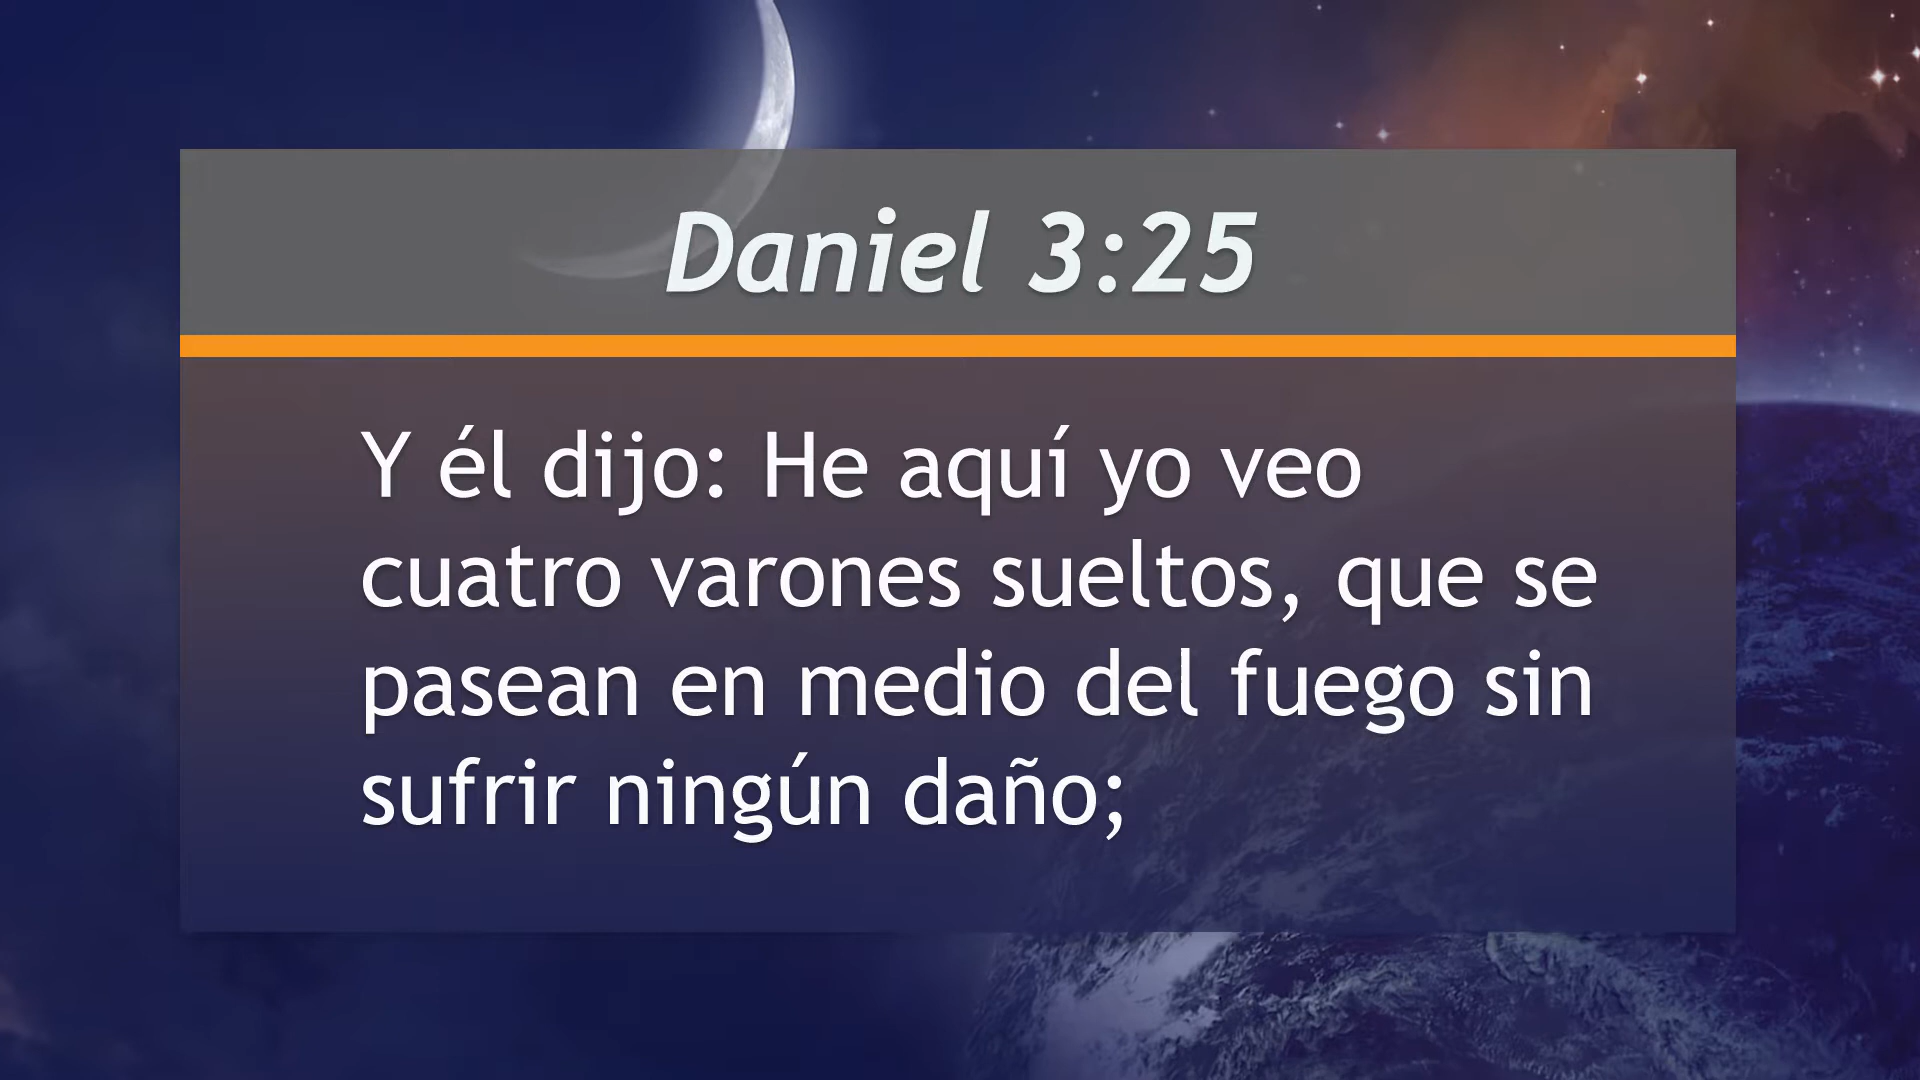 Daniel 3:25
Y él dijo: He aquí yo veo
cuatro varones sueltos, que se
pasean en medio del fuego sin
sufrir ningún daño;